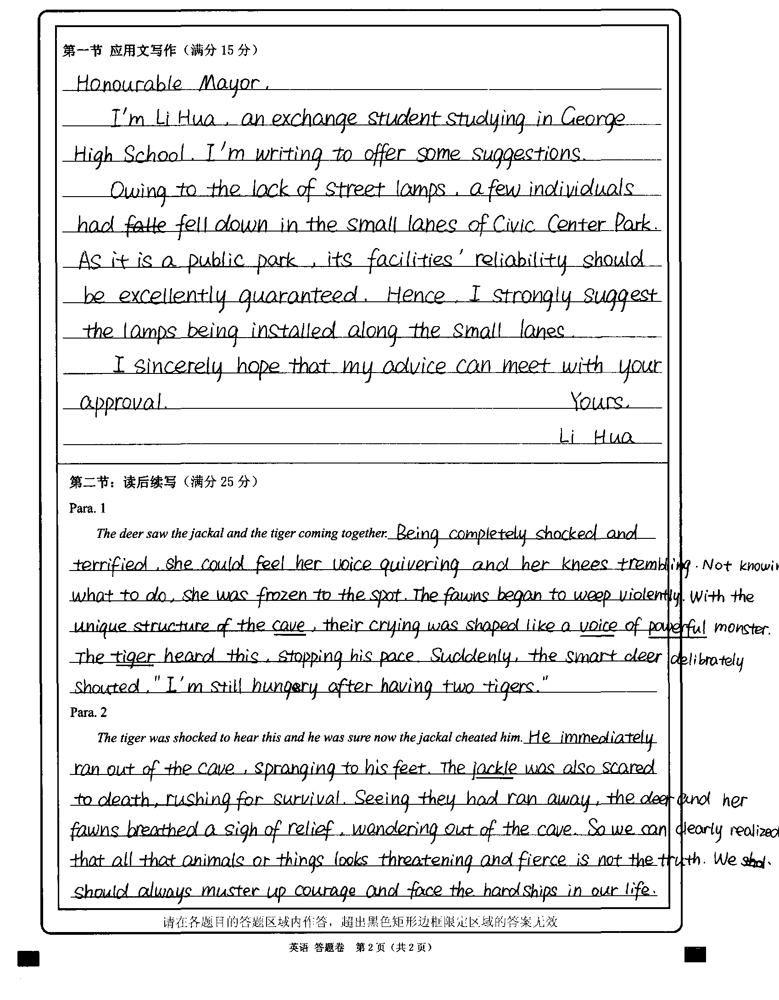 第一节 应用文写作（满分 15 分）
Honourable Mayor,
I'm Li Hua, an exchange student studying in George
High School. I'm writing to offer some suggestions.
Owing to the lack of street lamps, a few individuals
had falle fell down in the small lanes of Civic Center Park.
As it is a public park, its facilities' reliability should
be excellently guaranteed. Hence, I strongly suggest
the lamps being installed along the small lanes.
I sincerely hope that my advice can meet with your
approval. Yours,
Li Hua
第二节：读后续写（满分 25 分）
Para. 1
The deer saw the jackal and the tiger coming together. Being completely shocked and
terrified, she could feel her voice quivering and her knees trembling. Not knowin
what to do, she was frozen to the spot. The fawns began to weep violently. With the
unique structure of the cave, their crying was shaped like a voice of powerful monster.
The tiger heard this, stopping his pace. Suddenly, the smart deer delibrately
shouted, "I'm still hungry after having two tigers."
Para. 2
The tiger was shocked to hear this and he was sure now the jackal cheated him. He immediately
ran out of the cave, spranging to his feet. The jackle was also scared
to death, rushing for survival. Seeing they had ran away, the deer and her
fawns breathed a sigh of relief, wandering out of the cave. So we can clearly realized
that all that animals or things looks threatening and fierce is not the truth. We
should always muster up courage and face the hardships in our life.
请在各题目的答题区域内作答，超出黑色矩形边框限定区域的答案无效
英语 答题卷 第 2 页（共 2 页）